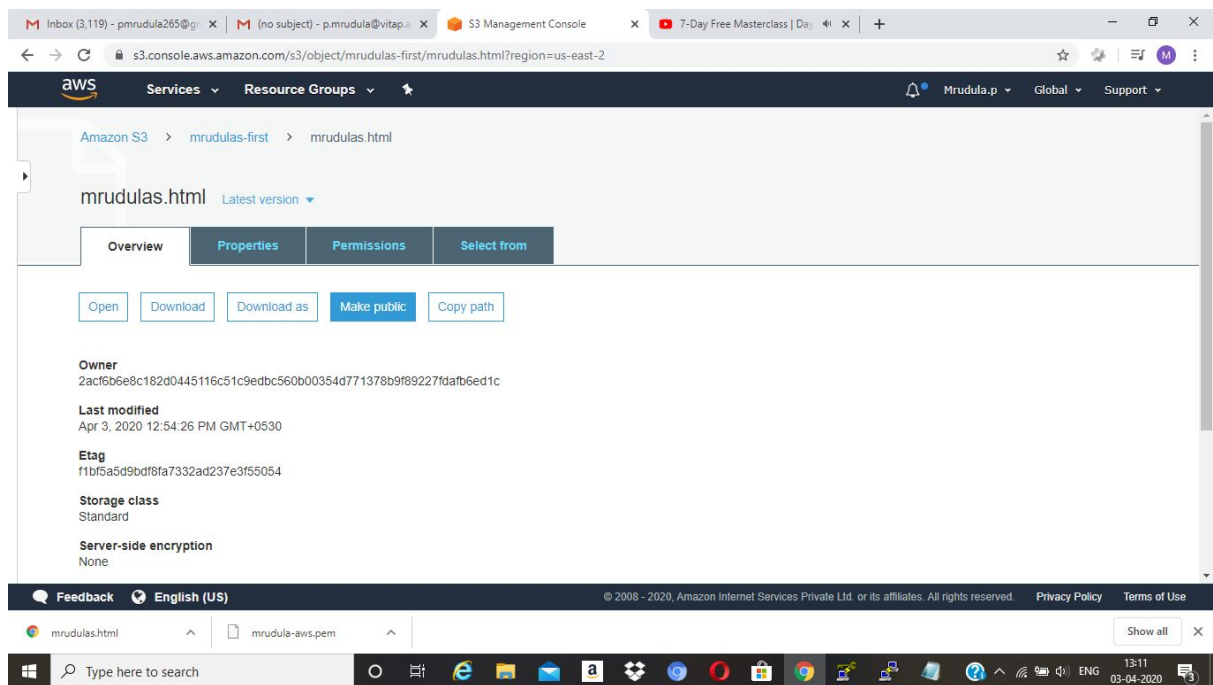 Inbox (3,119) - pmrudula265@gr
(no subject) - p.mrudula@vitap.a
S3 Management Console
7-Day Free Masterclass | Day
s3.console.aws.amazon.com/s3/object/mrudulas-first/mrudulas.html?region=us-east-2
M
aws Services Resource Groups Mrudula.p Global Support
Amazon S3 > mrudulas-first > mrudulas.html
mrudulas.html Latest version
Overview Properties Permissions Select from
Open Download Download as Make public Copy path
Owner
2acf6b6e8c182d0445116c51c9edbc560b00354d771378b9f89227fdafb6ed1c
Last modified
Apr 3, 2020 12:54:26 PM GMT+0530
Etag
f1bf5a5d9bdf8fa7332ad237e3f55054
Storage class
Standard
Server-side encryption
None
Feedback English (US) © 2008 - 2020, Amazon Internet Services Private Ltd. or its affiliates. All rights reserved. Privacy Policy Terms of Use
mrudulas.html mrudula-aws.pem Show all
Type here to search ENG 13:11
03-04-2020 3